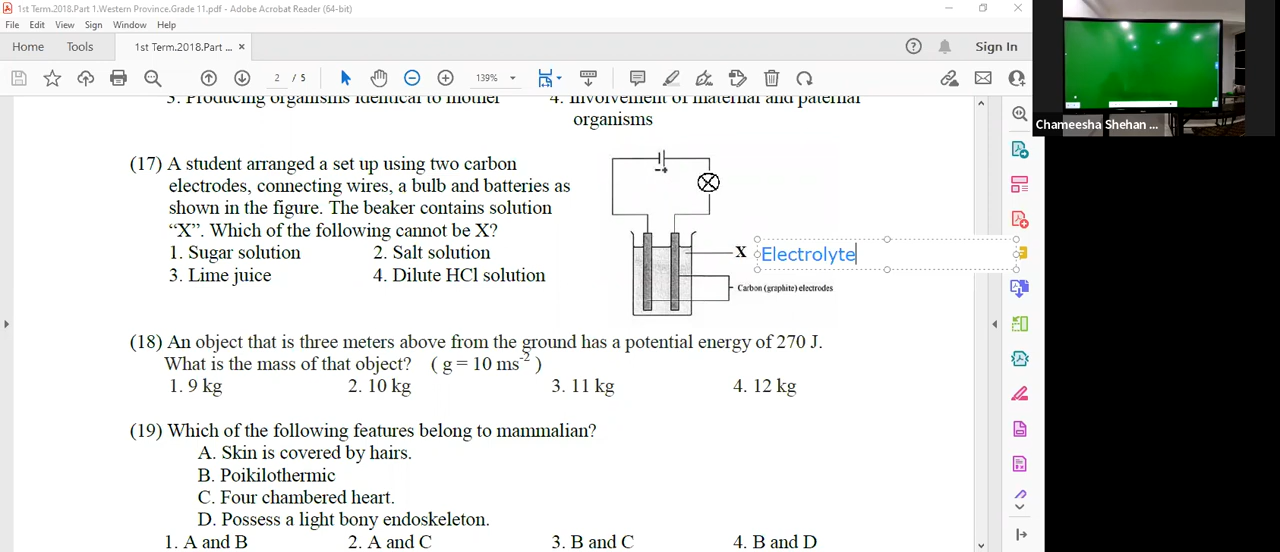 1st Term.2018.Part 1.Western Province.Grade 11.pdf - Adobe Acrobat Reader (64-bit)
File Edit View Sign Window Help
Home Tools 1st Term.2018.Part ... × Sign In
2 / 5 139%
3. Producing organisms identical to mother 4. Involvement of maternal and paternal
organisms
(17) A student arranged a set up using two carbon
electrodes, connecting wires, a bulb and batteries as
shown in the figure. The beaker contains solution
“X”. Which of the following cannot be X?
1. Sugar solution 2. Salt solution
3. Lime juice 4. Dilute HCl solution
- +
X Electrolyte
Carbon (graphite) electrodes
(18) An object that is three meters above from the ground has a potential energy of 270 J.
What is the mass of that object? ( g = 10 ms⁻² )
1. 9 kg 2. 10 kg 3. 11 kg 4. 12 kg
(19) Which of the following features belong to mammalian?
A. Skin is covered by hairs.
B. Poikilothermic
C. Four chambered heart.
D. Possess a light bony endoskeleton.
1. A and B 2. A and C 3. B and C 4. B and D
Chameesha Shehan ...